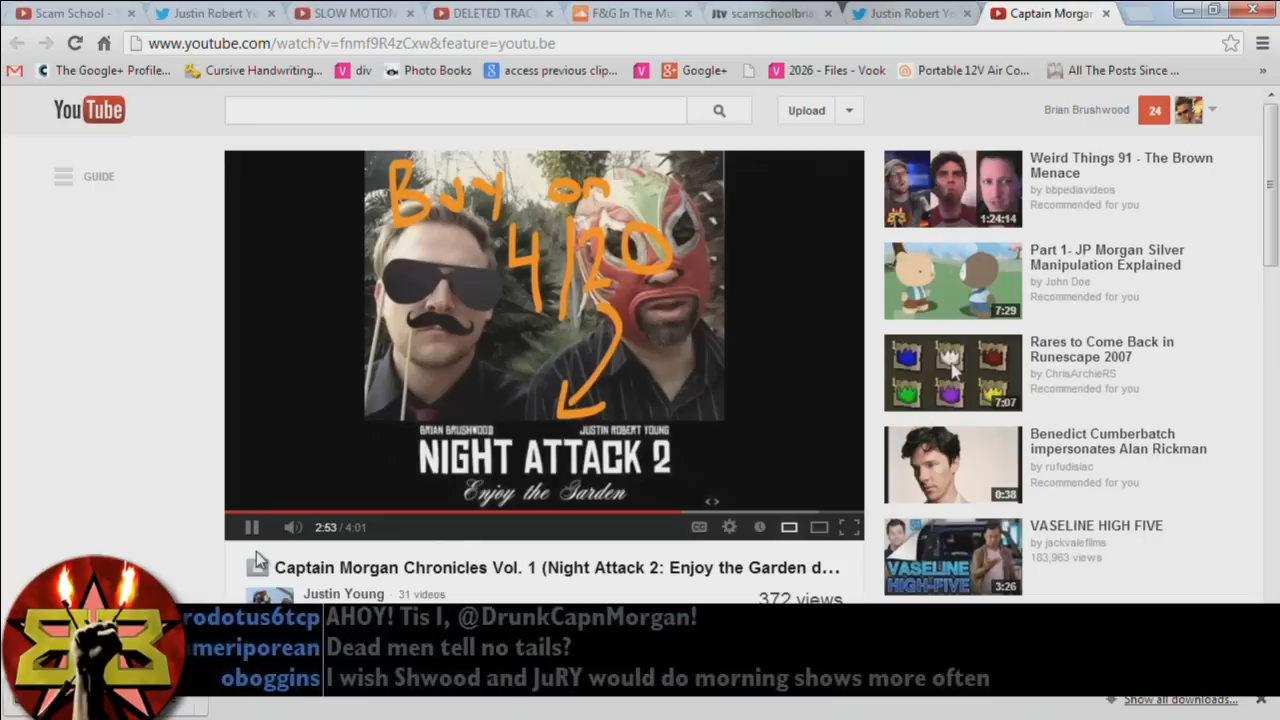 Scam School -
Justin Robert Yo
SLOW MOTION
DELETED TRAC
F&G In The Mo
jtv scamschoolbria
Justin Robert Yo
Captain Morgan
www.youtube.com/watch?v=fnmf9R4zCxw&feature=youtu.be
The Google+ Profile...
Cursive Handwriting...
div
Photo Books
access previous clip...
Google+
2026 - Files - Vook
Portable 12V Air Co...
All The Posts Since ...
»
YouTube
Upload
Brian Brushwood
24
GUIDE
Buy on
4/20
BRIAN BRUSHWOOD
JUSTIN ROBERT YOUNG
NIGHT ATTACK 2
Enjoy the Garden
2:53 / 4:01
Captain Morgan Chronicles Vol. 1 (Night Attack 2: Enjoy the Garden d...
Justin Young · 31 videos
372 views
Weird Things 91 - The Brown
Menace
by bbpediavideos
Recommended for you
1:24:14
Part 1- JP Morgan Silver
Manipulation Explained
by John Doe
Recommended for you
7:29
Rares to Come Back in
Runescape 2007
by ChrisArchieRS
Recommended for you
7:07
Benedict Cumberbatch
impersonates Alan Rickman
by rufudisiac
Recommended for you
0:38
VASELINE HIGH FIVE
by jackvalefilms
183,963 views
VASELINE
HIGH-FIVE
3:26
rodotus6tcp AHOY! Tis I, @DrunkCapnMorgan!
meriporean Dead men tell no tails?
oboggins I wish Shwood and JuRY would do morning shows more often
Show all downloads...